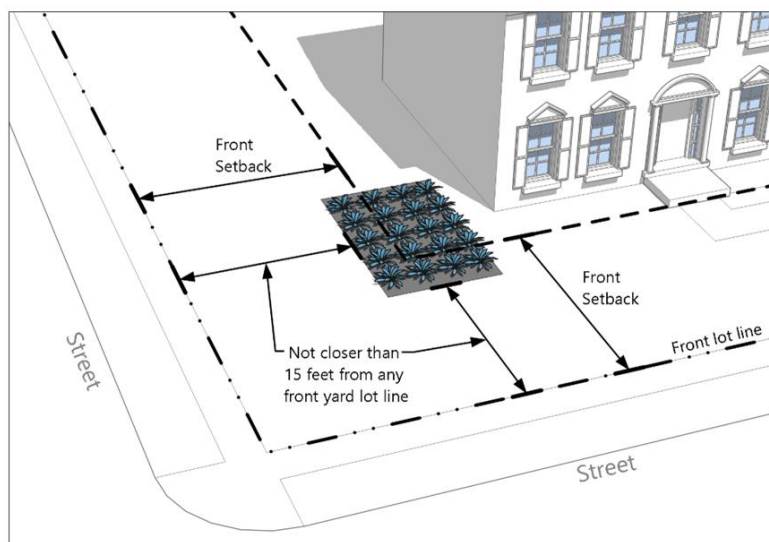 Front
Setback
Front
Setback
Not closer than
15 feet from any
front yard lot line
Front lot line
Street
Street